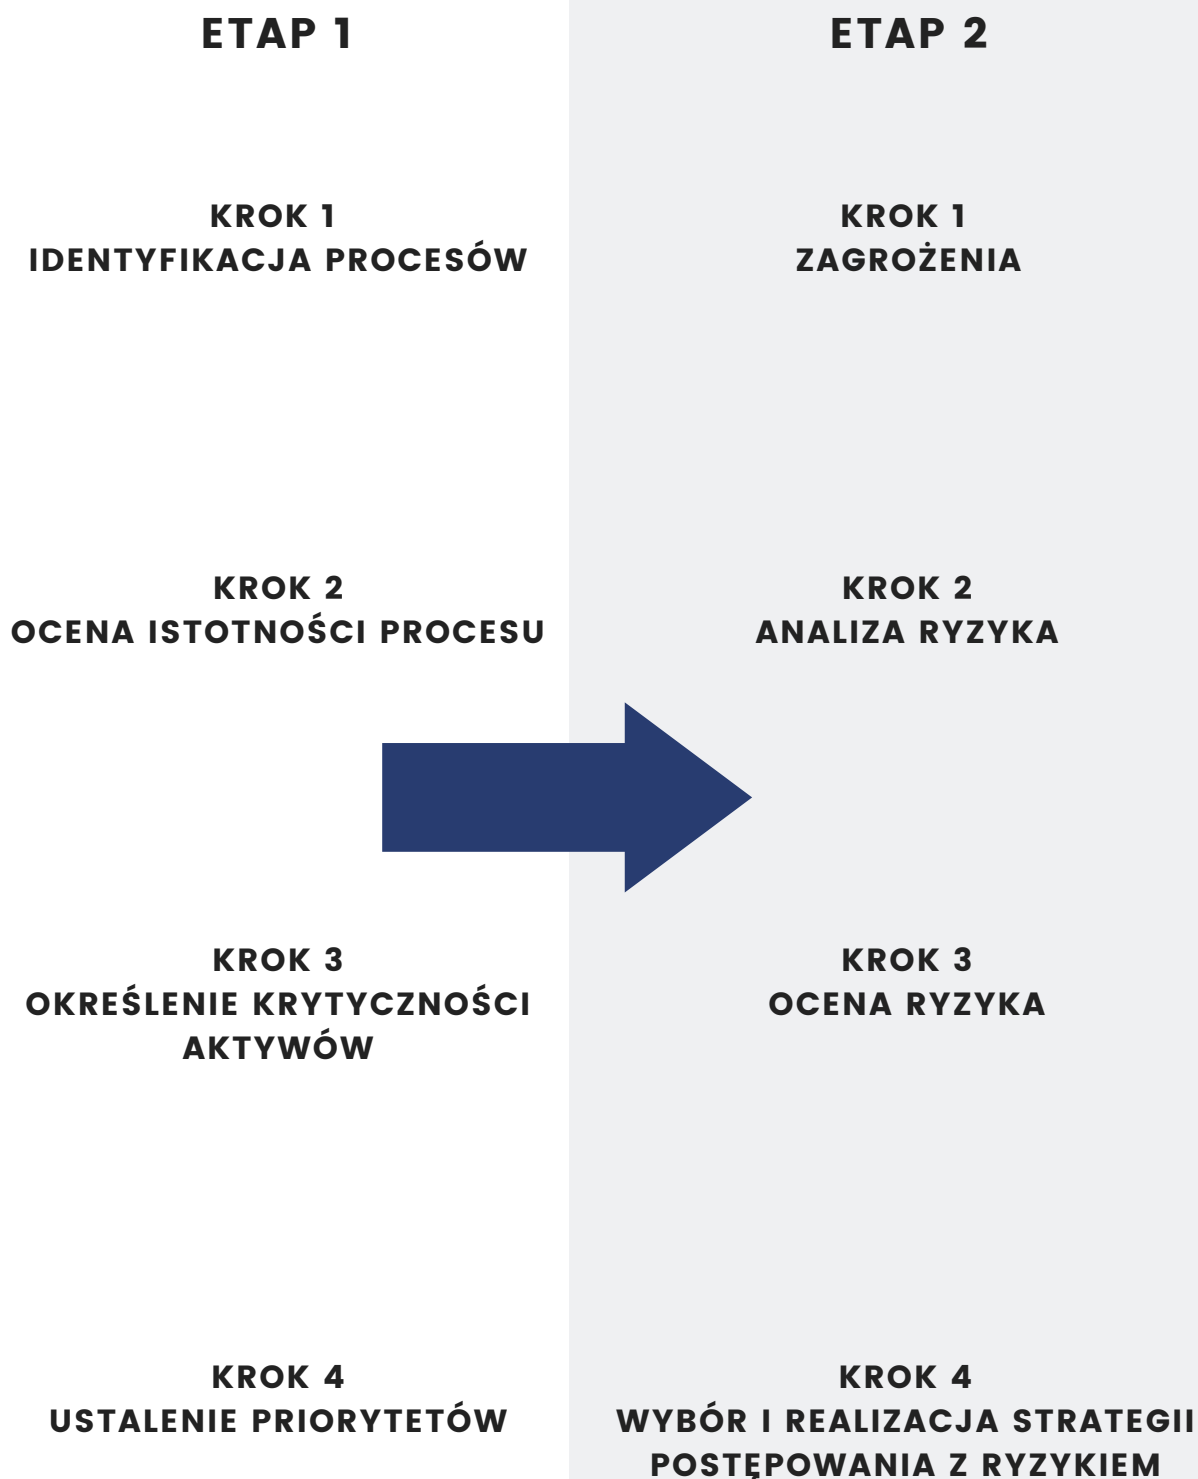 ETAP 1
KROK 1
IDENTYFIKACJA PROCESÓW
KROK 2
OCENA ISTOTNOŚCI PROCESU
KROK 3
OKREŚLENIE KRYTYCZNOŚCI
AKTYWÓW
KROK 4
USTALENIE PRIORYTETÓW
ETAP 2
KROK 1
ZAGROŻENIA
KROK 2
ANALIZA RYZYKA
KROK 3
OCENA RYZYKA
KROK 4
WYBÓR I REALIZACJA STRATEGII
POSTĘPOWANIA Z RYZYKIEM